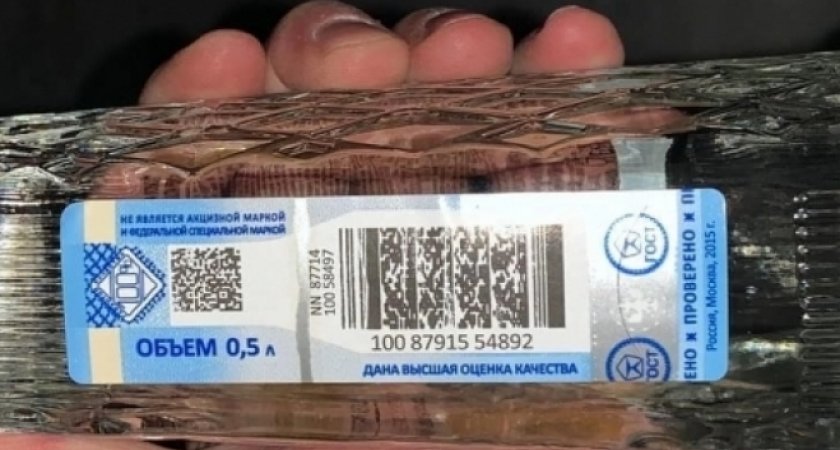 НЕ ЯВЛЯЕТСЯ АКЦИЗНОЙ МАРКОЙ
И ФЕДЕРАЛЬНОЙ СПЕЦИАЛЬНОЙ МАРКОЙ
ОБЪЕМ 0,5 л
NN 87714
100 58497
100 87915 54892
ДАНА ВЫСШАЯ ОЦЕНКА КАЧЕСТВА
ГОСТ
ГОСТ
ЕНО ж ПРОВЕРЕНО ж П
Россия, Москва, 2015 г.